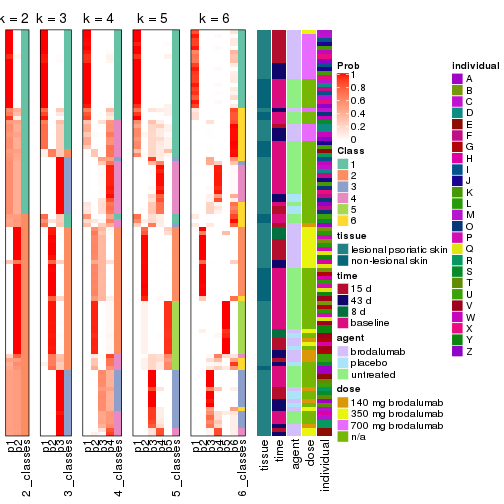 k = 2
k = 3
k = 4
k = 5
k = 6
p1
p2
2_classes
p1
p2
p3
3_classes
p1
p2
p3
p4
4_classes
p1
p2
p3
p4
p5
5_classes
p1
p2
p3
p4
p5
p6
6_classes
tissue
time
agent
dose
individual
Prob
1
0.8
0.6
0.4
0.2
0
Class
1
2
3
4
5
6
tissue
lesional psoriatic skin
non-lesional skin
time
15 d
43 d
8 d
baseline
agent
brodalumab
placebo
untreated
dose
140 mg brodalumab
350 mg brodalumab
700 mg brodalumab
n/a
individual
A
B
C
D
E
F
G
H
I
J
K
L
M
O
P
Q
R
S
T
U
V
W
X
Y
Z